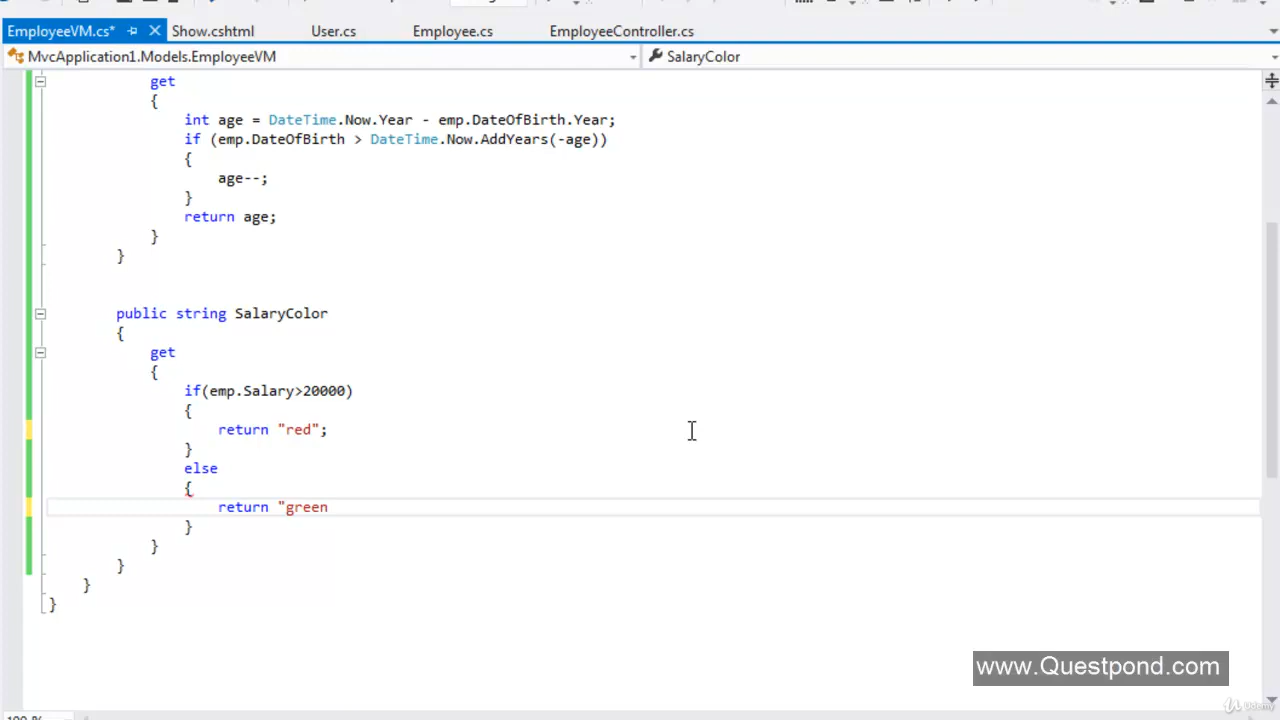 EmployeeVM.cs* Show.cshtml User.cs Employee.cs EmployeeController.cs
MvcApplication1.Models.EmployeeVM SalaryColor
get
{
int age = DateTime.Now.Year - emp.DateOfBirth.Year;
if (emp.DateOfBirth > DateTime.Now.AddYears(-age))
{
age--;
}
return age;
}
}
public string SalaryColor
{
get
{
if(emp.Salary>20000)
{
return "red";
}
else
{
return "green
}
}
}
}
}
www.Questpond.com
Udemy